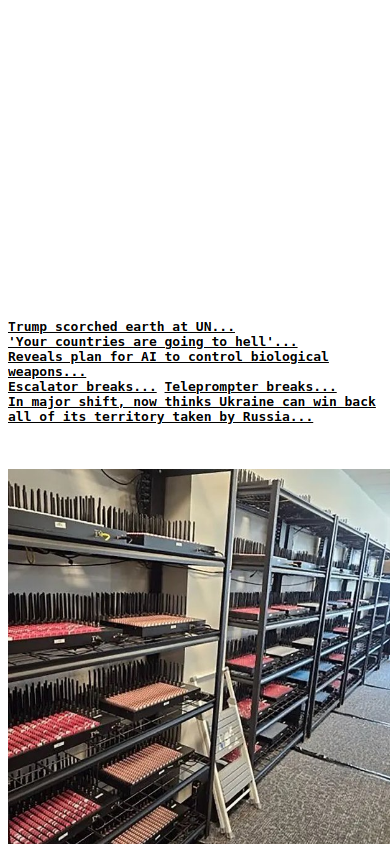 Trump scorched earth at UN...
'Your countries are going to hell'...
Reveals plan for AI to control biological
weapons...
Escalator breaks... Teleprompter breaks...
In major shift, now thinks Ukraine can win back
all of its territory taken by Russia...